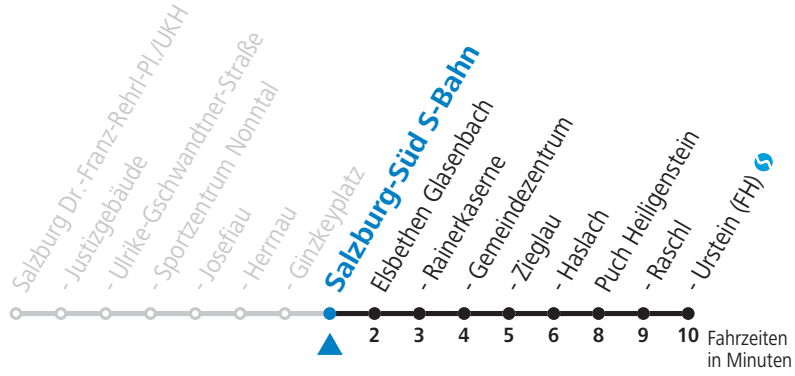 Salzburg Dr.-Franz-Rehrl-Pl./UKH
- Justizgebäude
- Ulrike-Gschwandtner-Straße
- Sportzentrum Nonntal
- Josefiau
- Herrnau
- Ginzkeyplatz
Salzburg-Süd S-Bahn
Elsbethen Glasenbach
- Rainerkaserne
- Gemeindezentrum
- Zieglau
- Haslach
Puch Heiligenstein
- Raschl
- Urstein (FH)
2 3 4 5 6 8 9 10 Fahrzeiten
in Minuten